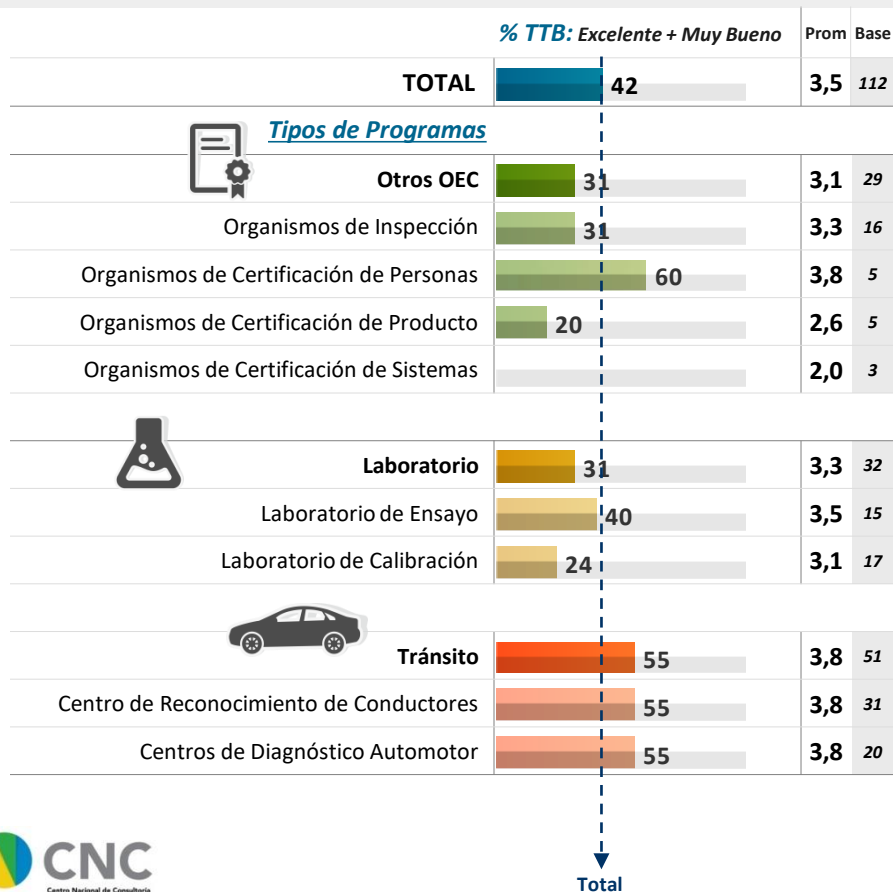 % TTB: Excelente + Muy Bueno Prom Base
TOTAL 42 3,5 112
Tipos de Programas
Otros OEC 31 3,1 29
Organismos de Inspección 31 3,3 16
Organismos de Certificación de Personas 60 3,8 5
Organismos de Certificación de Producto 20 2,6 5
Organismos de Certificación de Sistemas 2,0 3
Laboratorio 31 3,3 32
Laboratorio de Ensayo 40 3,5 15
Laboratorio de Calibración 24 3,1 17
Tránsito 55 3,8 51
Centro de Reconocimiento de Conductores 55 3,8 31
Centros de Diagnóstico Automotor 55 3,8 20
CNC
Centro Nacional de Consultoría
Total